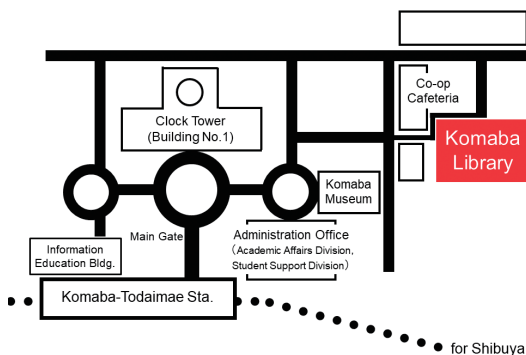 Co-op
Cafeteria
Clock Tower
(Building No.1)
Komaba
Library
Komaba
Museum
Main Gate
Administration Office
(Academic Affairs Division,
Student Support Division)
Information
Education Bldg.
Komaba-Todaimae Sta.
for Shibuya